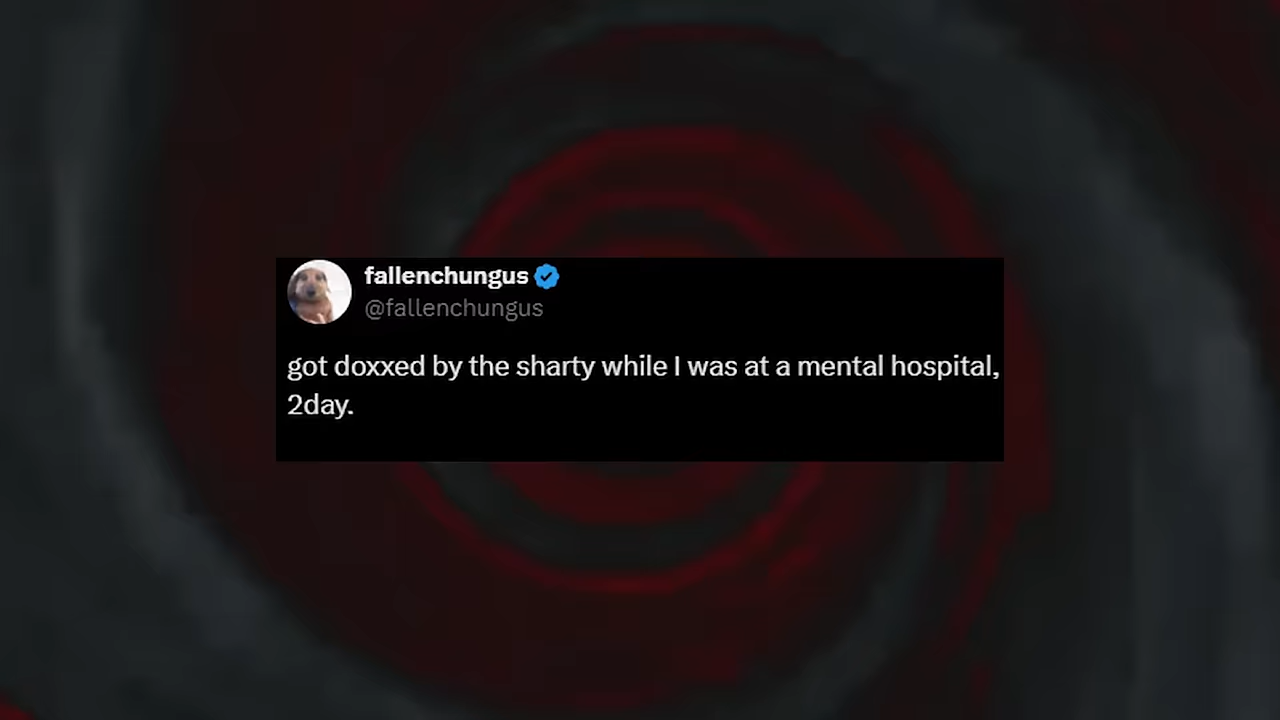 fallenchungus
@fallenchungus
got doxxed by the sharty while I was at a mental hospital,
2day.